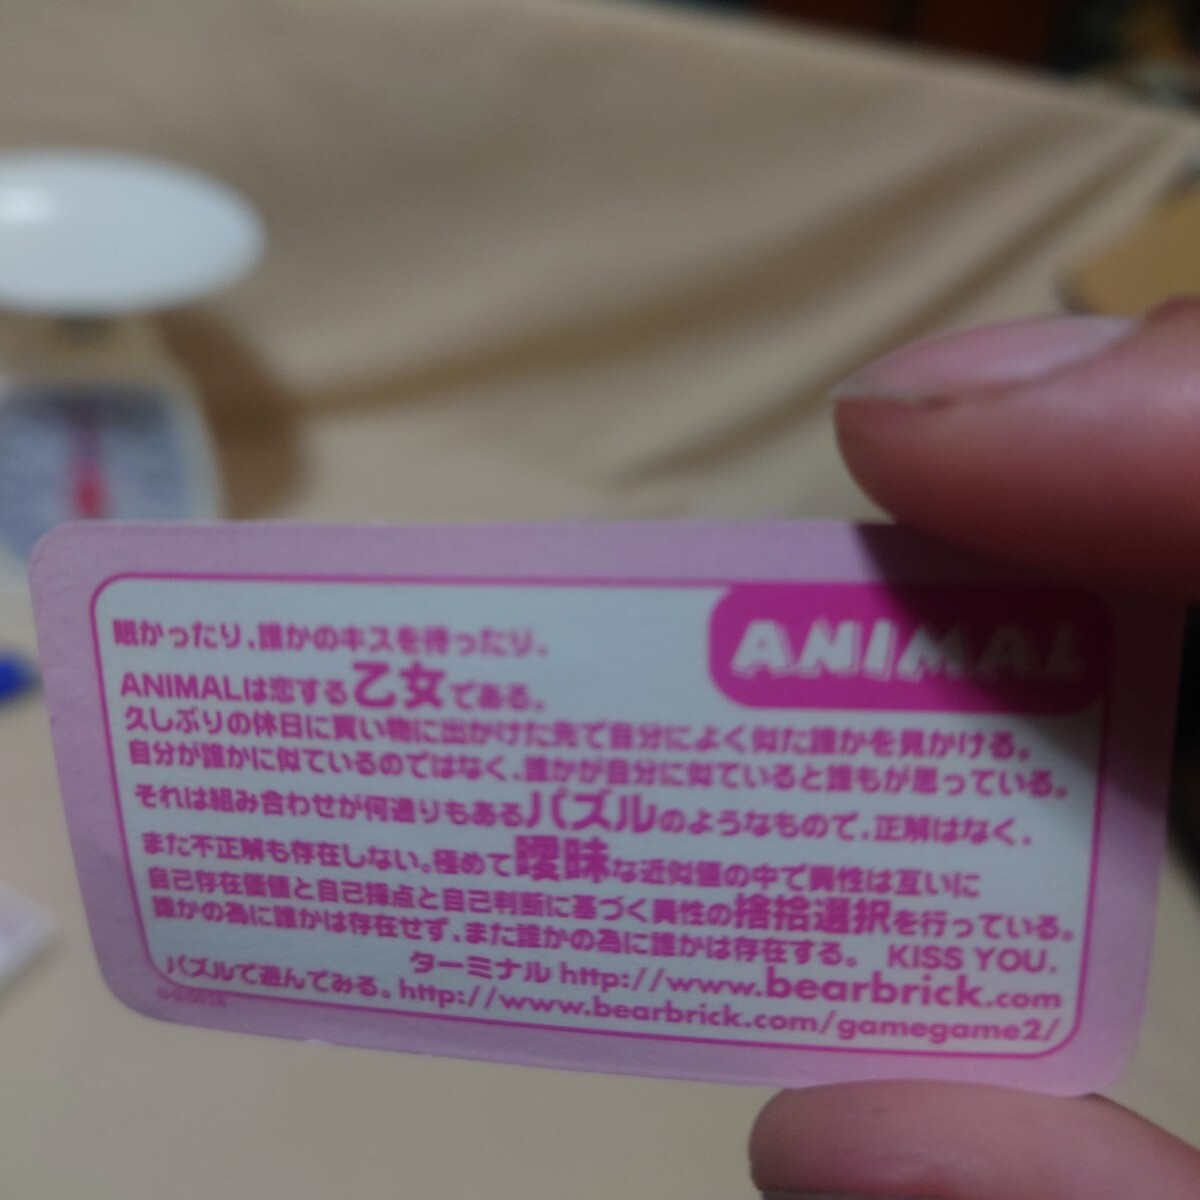 ANIMAL
眠かったり、誰かのキスを待ったり、
ANIMALは恋する乙女である。
久しぶりの休日に買い物に出かけた先で自分によく似た誰かを見かける。
自分が誰かに似ているのではなく、誰かが自分に似ていると誰もが思っている。
それは組み合わせが何通りもあるパズルのようなもので、正解はなく、
また不正解も存在しない。極めて曖昧な近似値の中で異性は互いに
自己存在価値と自己採点と自己判断に基づく異性の捨拾選択を行っている。
誰かの為に誰かは存在せず、また誰かの為に誰かは存在する。 KISS YOU.
ターミナル http://www.bearbrick.com
パズルで遊んでみる。http://www.bearbrick.com/gamegame2/